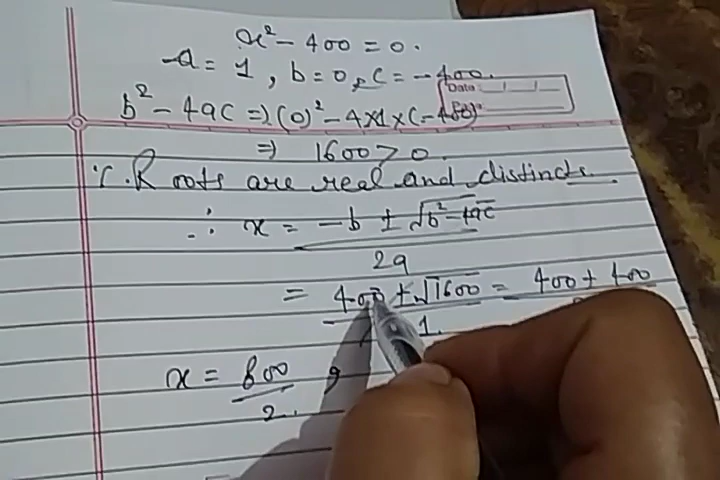 x² - 400 = 0.
a = 1, b = 0, c = -400.
Date
b² - 4ac => (0)² - 4×1×(-400)
=> 1600 > 0.
∵ Roots are real and distincts.
∴ x = -b ± √b² - 4ac
2a
= 400 ± √1600 = 400 + 400
1.
x = 800 ,
2.